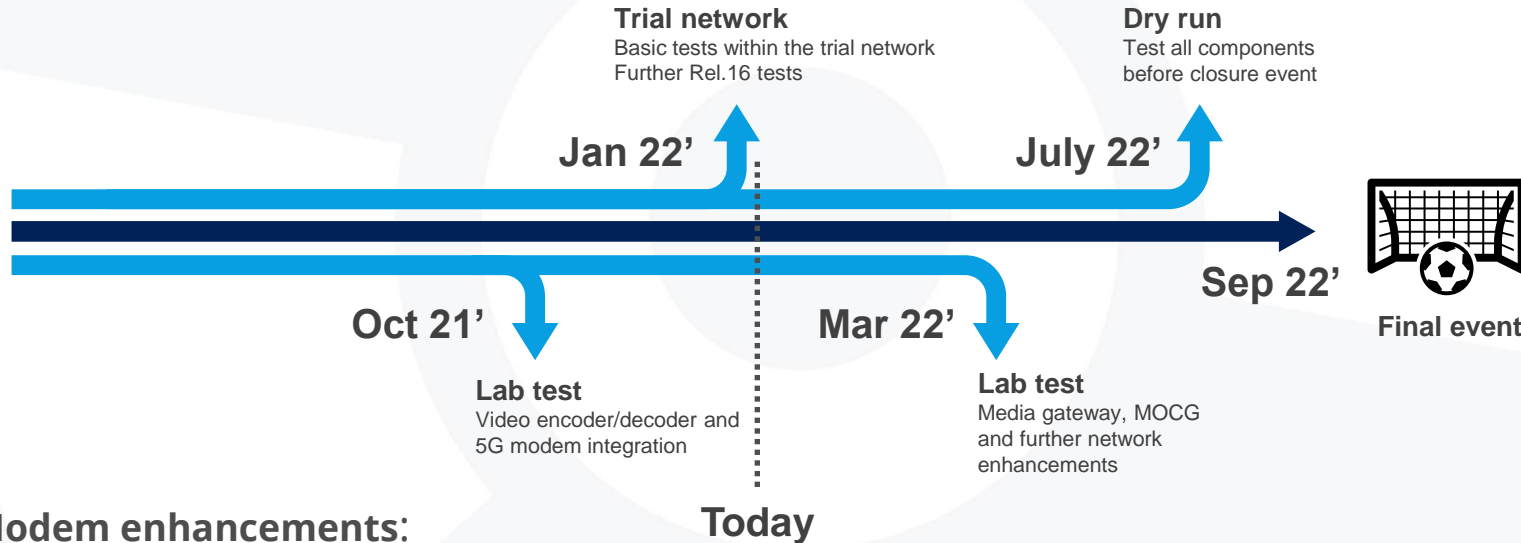 Trial network
Basic tests within the trial network
Further Rel.16 tests
Dry run
Test all components
before closure event
Jan 22’
July 22’
Sep 22’
Final event
Oct 21’
Mar 22’
Lab test
Video encoder/decoder and
5G modem integration
Lab test
Media gateway, MOCG
and further network
enhancements
Today
enhancements: